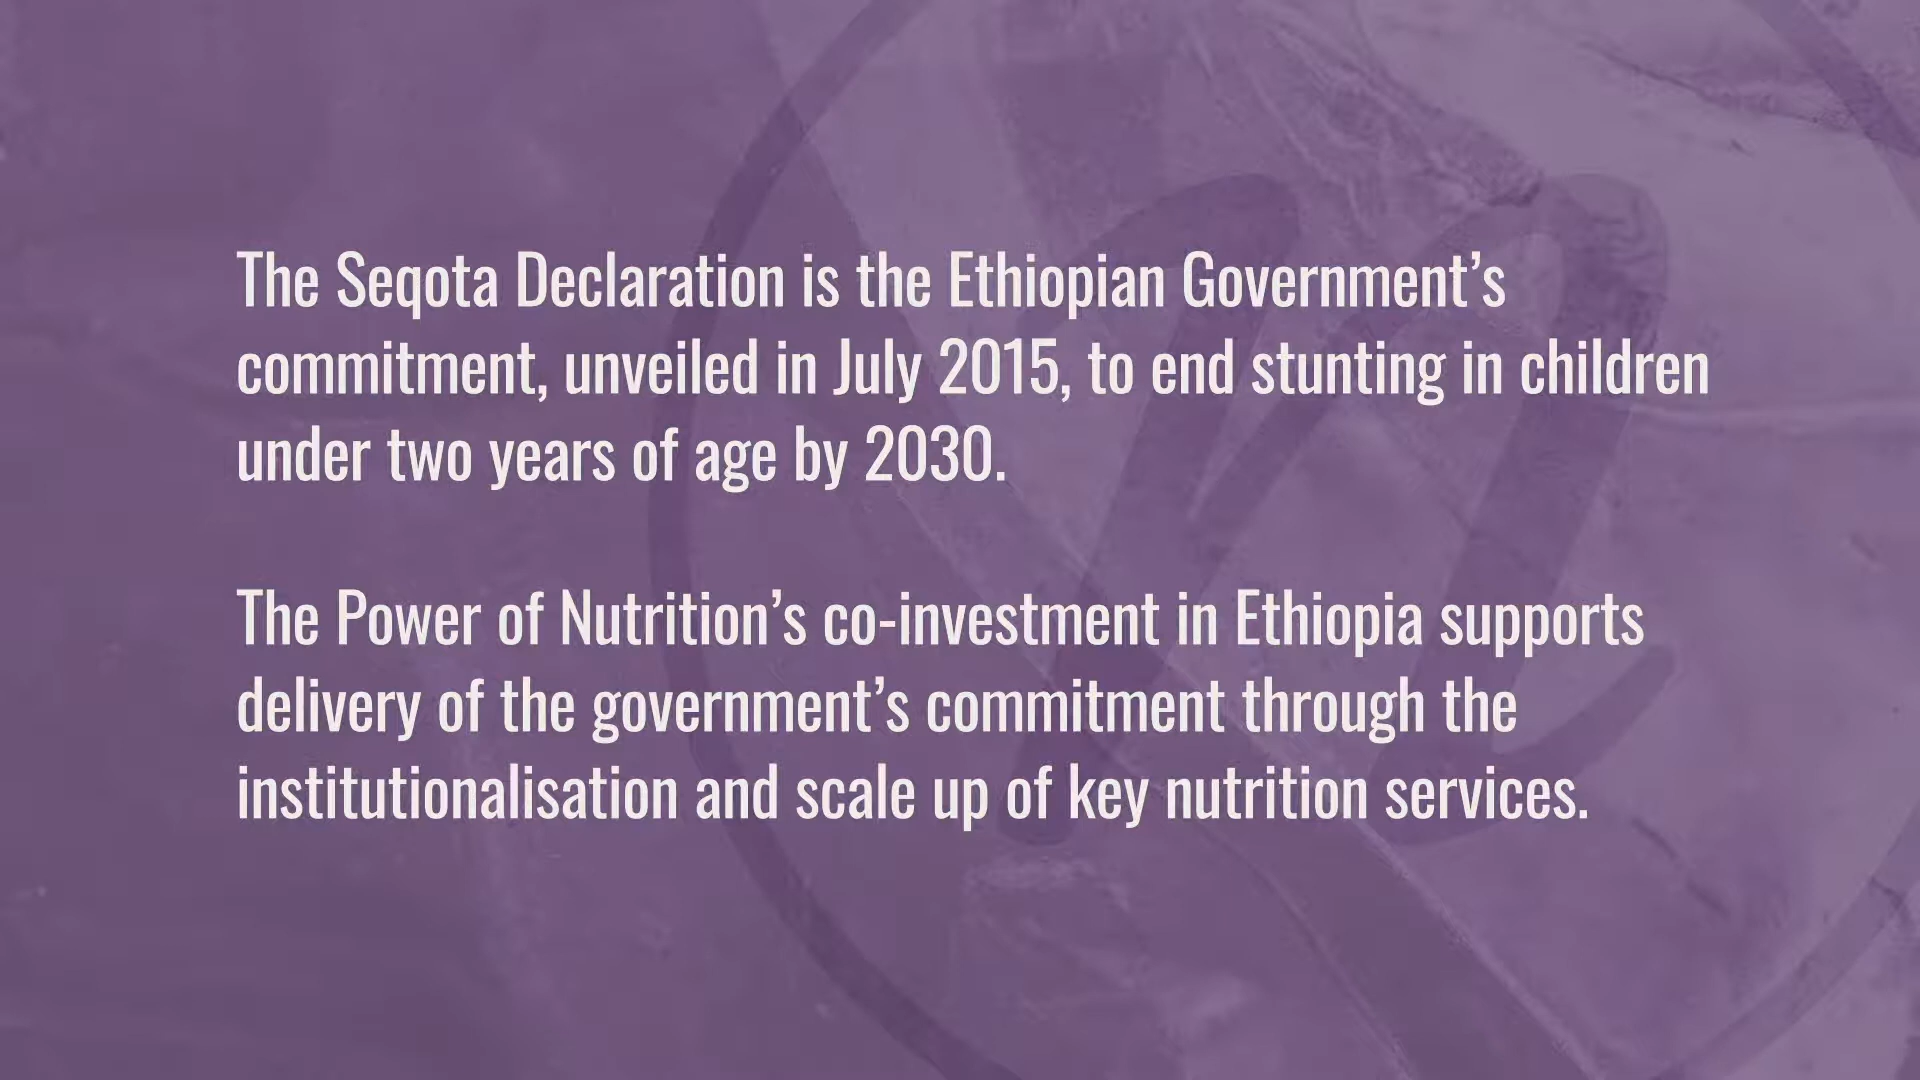 The Seqota Declaration is the Ethiopian Government’s
commitment, unveiled in July 2015, to end stunting in children
under two years of age by 2030.
The Power of Nutrition’s co-investment in Ethiopia supports
delivery of the government’s commitment through the
institutionalisation and scale up of key nutrition services.